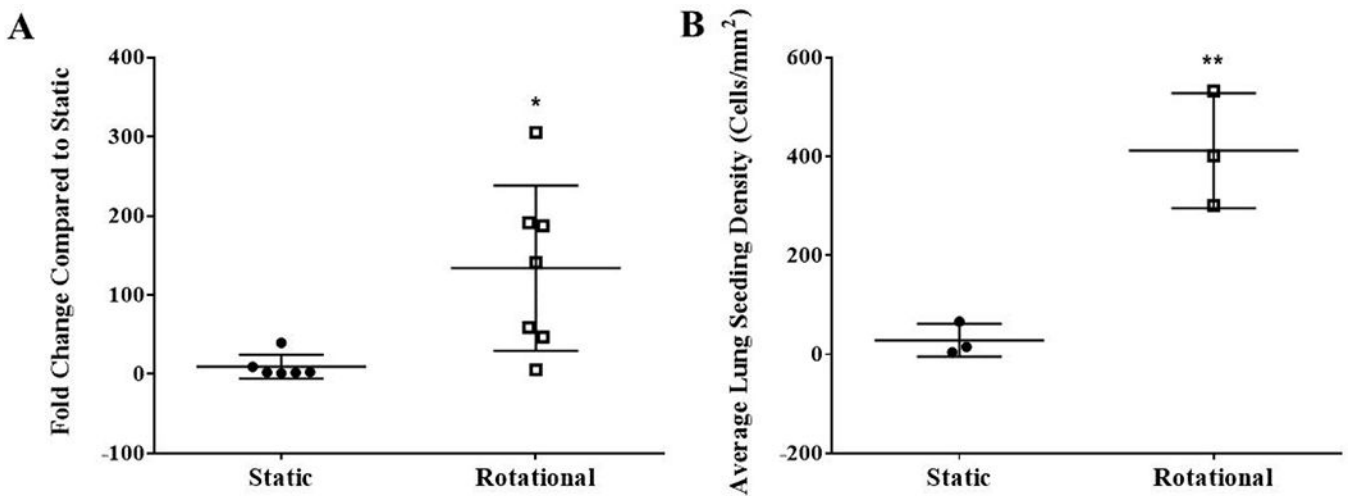 A
Fold Change Compared to Static
400
300
200
100
0
-100
*
Static
Rotational
B
Average Lung Seeding Density (Cells/mm²)
600
400
200
0
-200
**
Static
Rotational